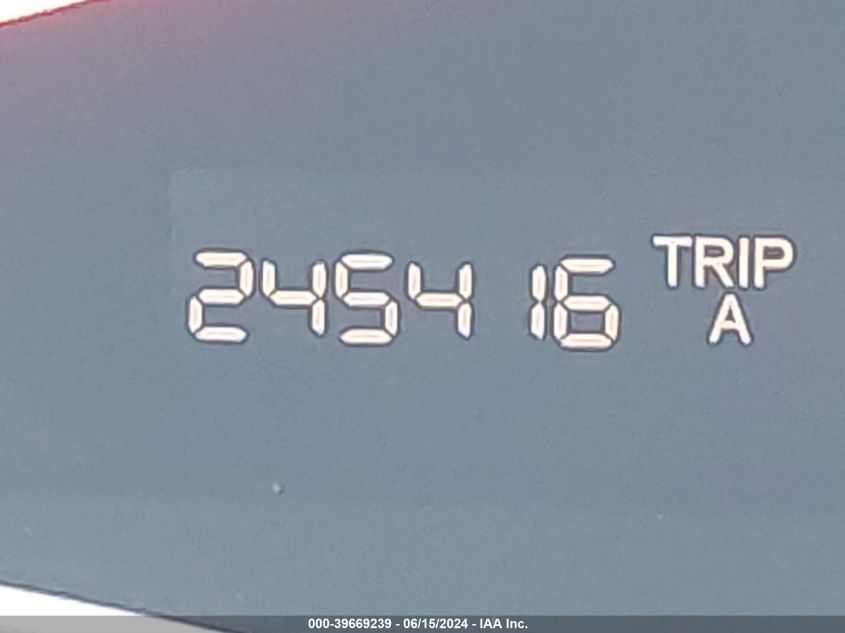 245416 TRIP
A
000-39669239 - 06/15/2024 - IAA Inc.